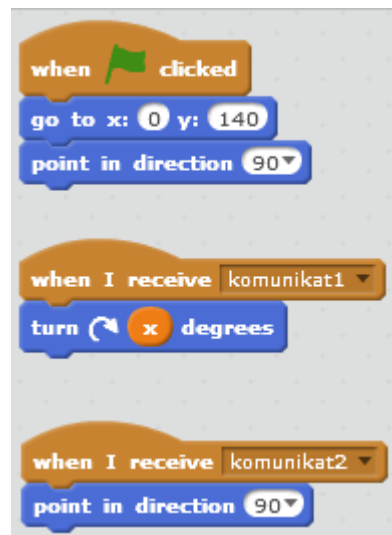 when clicked
go to x: 0 y: 140
point in direction 90
when I receive komunikat1
turn x degrees
when I receive komunikat2
point in direction 90